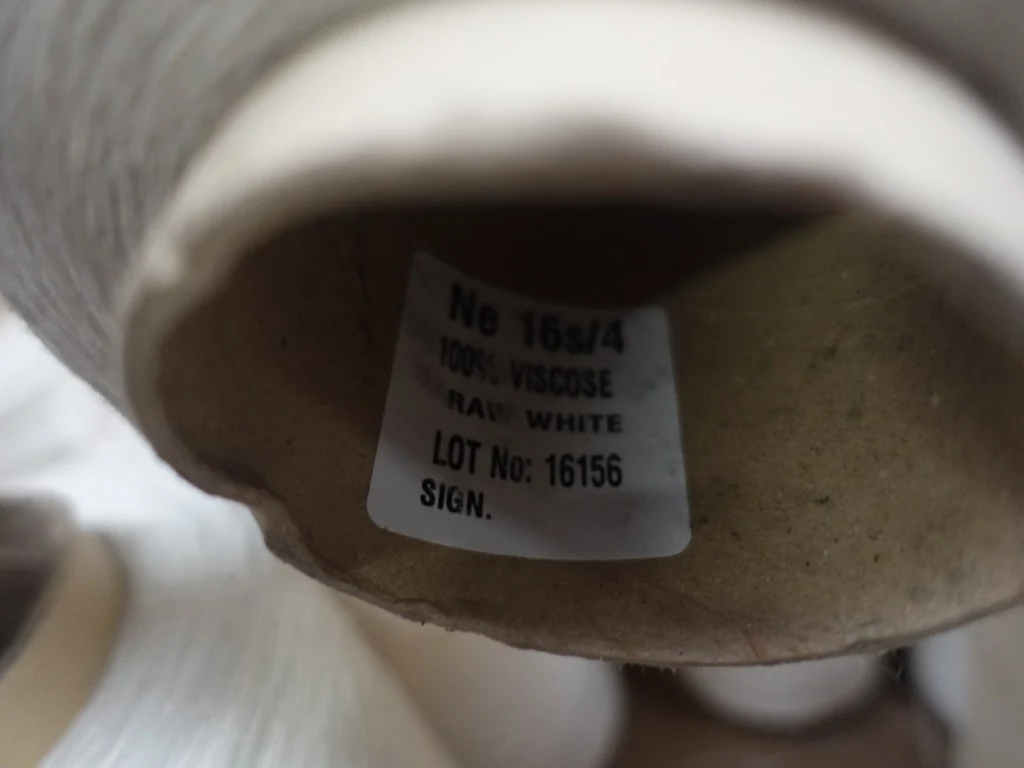 Ne 16s/4
100% VISCOSE
RAW WHITE
LOT No: 16156
SIGN.